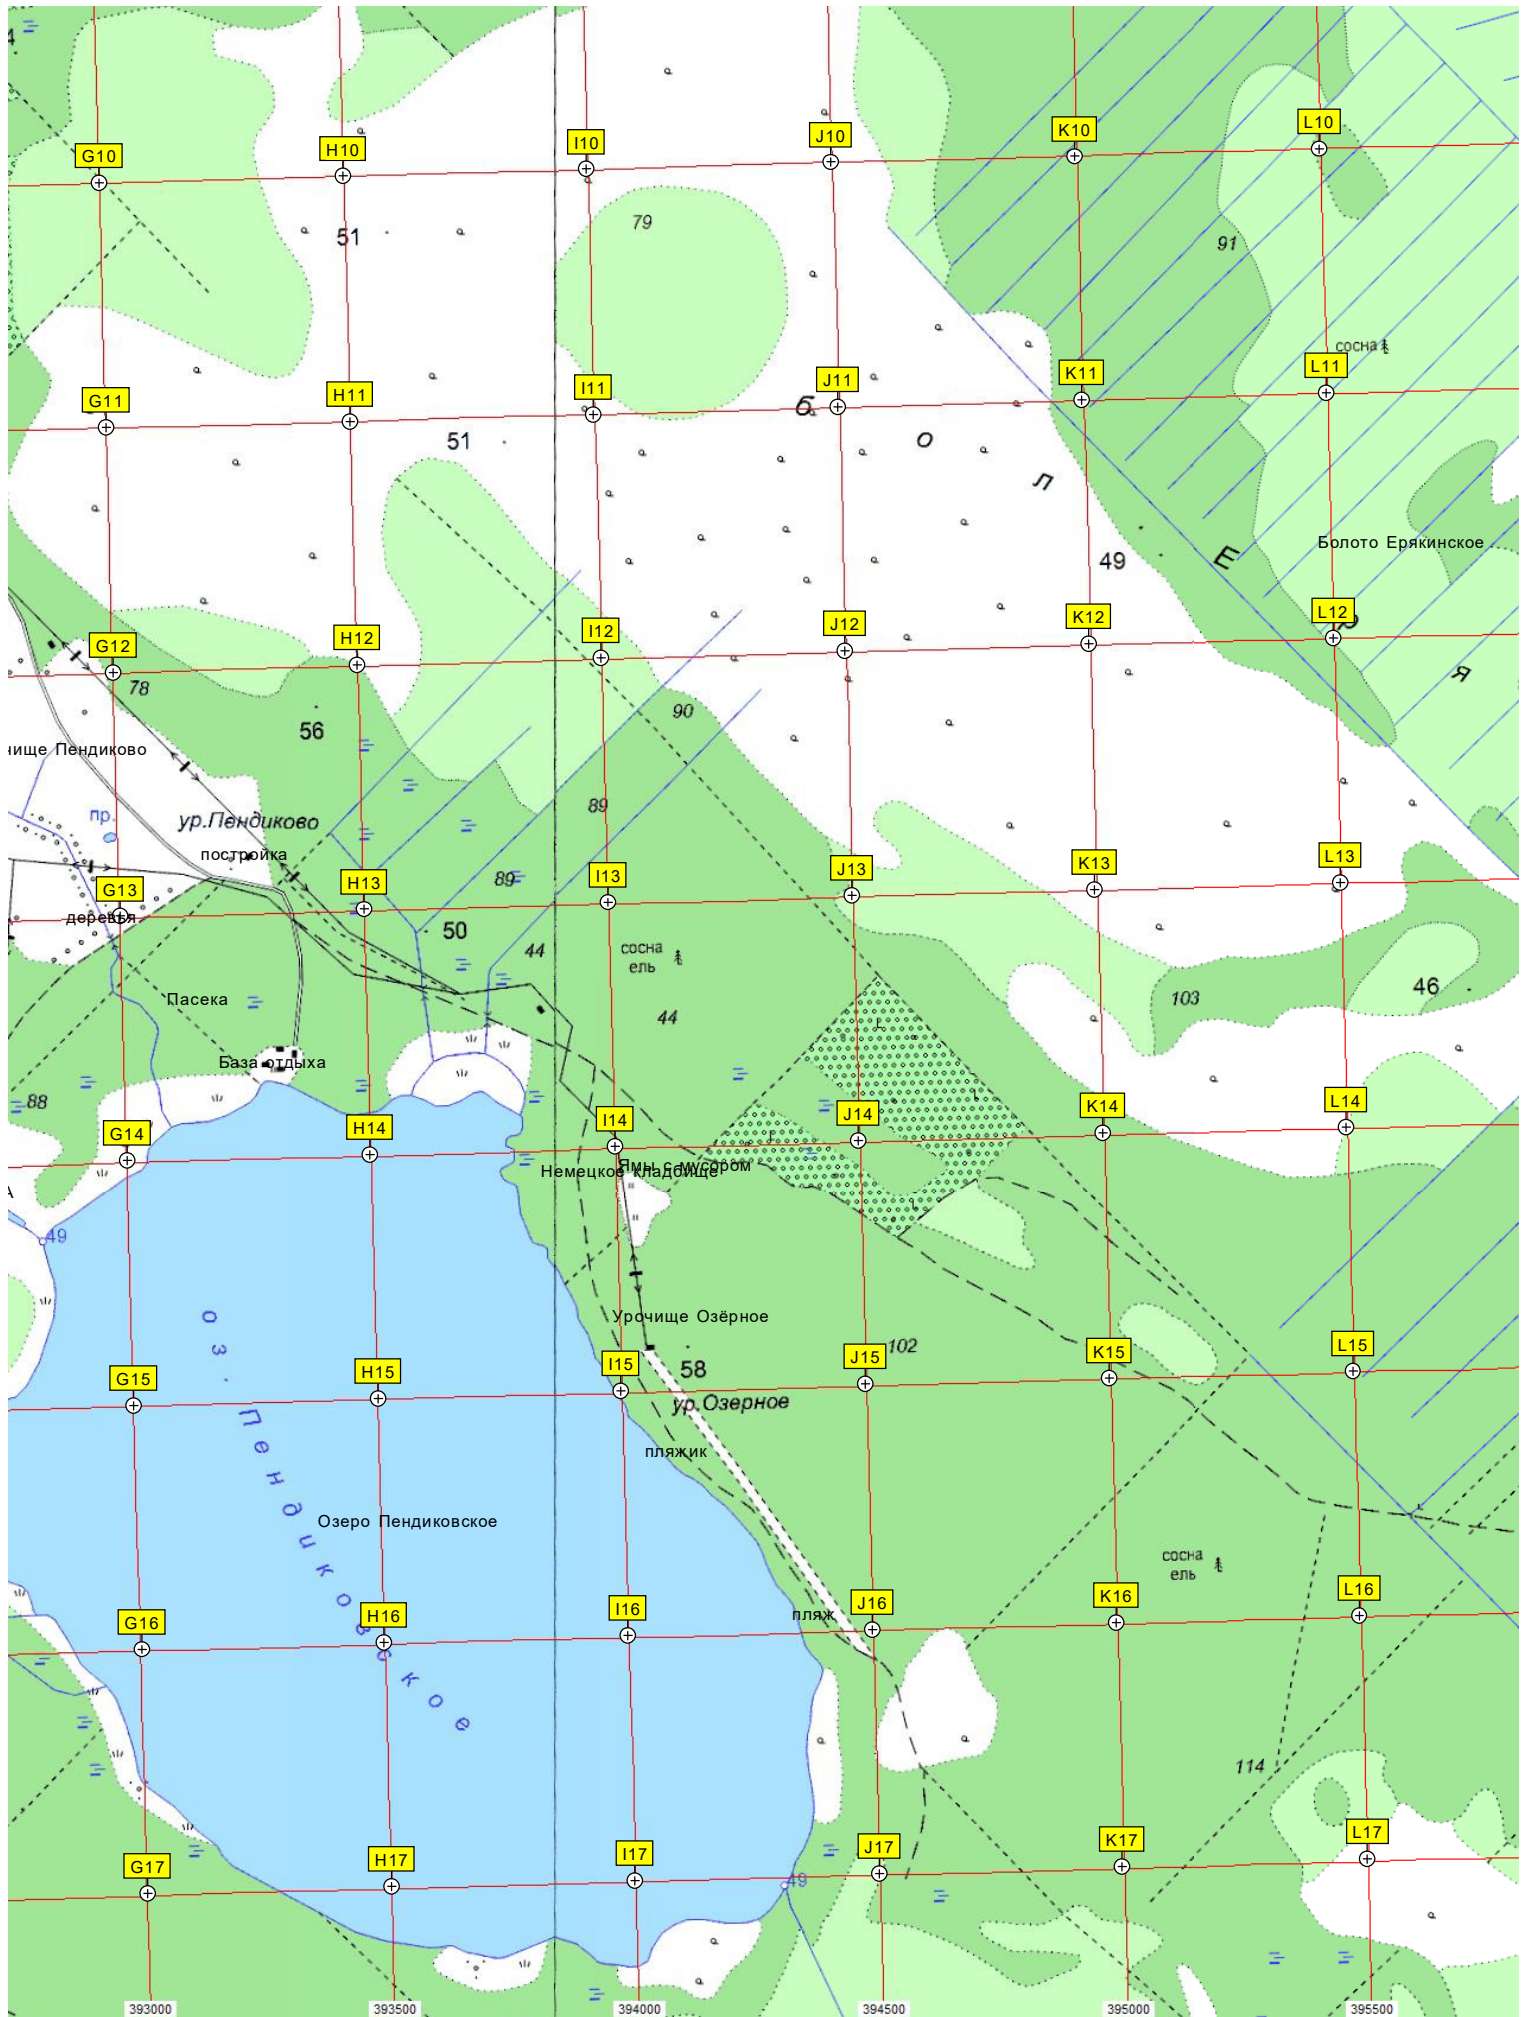 4
G10
H10
I10
J10
K10
L10
51
79
91
сосна
G11
H11
I11
J11
K11
L11
51
б о л
Е р я
49
Болото Ерякинское
G12
H12
I12
J12
K12
L12
78
56
90
нище Пендиково
пр.
ур.Пендиково
89
постройка
G13
H13
I13
J13
K13
L13
89
деревья
50
44
сосна
ель
46
103
Пасека
44
База отдыха
88
G14
H14
I14
J14
K14
L14
Ямы с мусором
Немецкое кладбище
49
оз. Пендиковское
Урочище Озёрное
102
G15
H15
I15
J15
K15
L15
58
ур.Озерное
пляжик
Озеро Пендиковское
сосна
ель
G16
H16
I16
J16
K16
L16
пляж
114
G17
H17
I17
J17
K17
L17
49
393000
393500
394000
394500
395000
395500